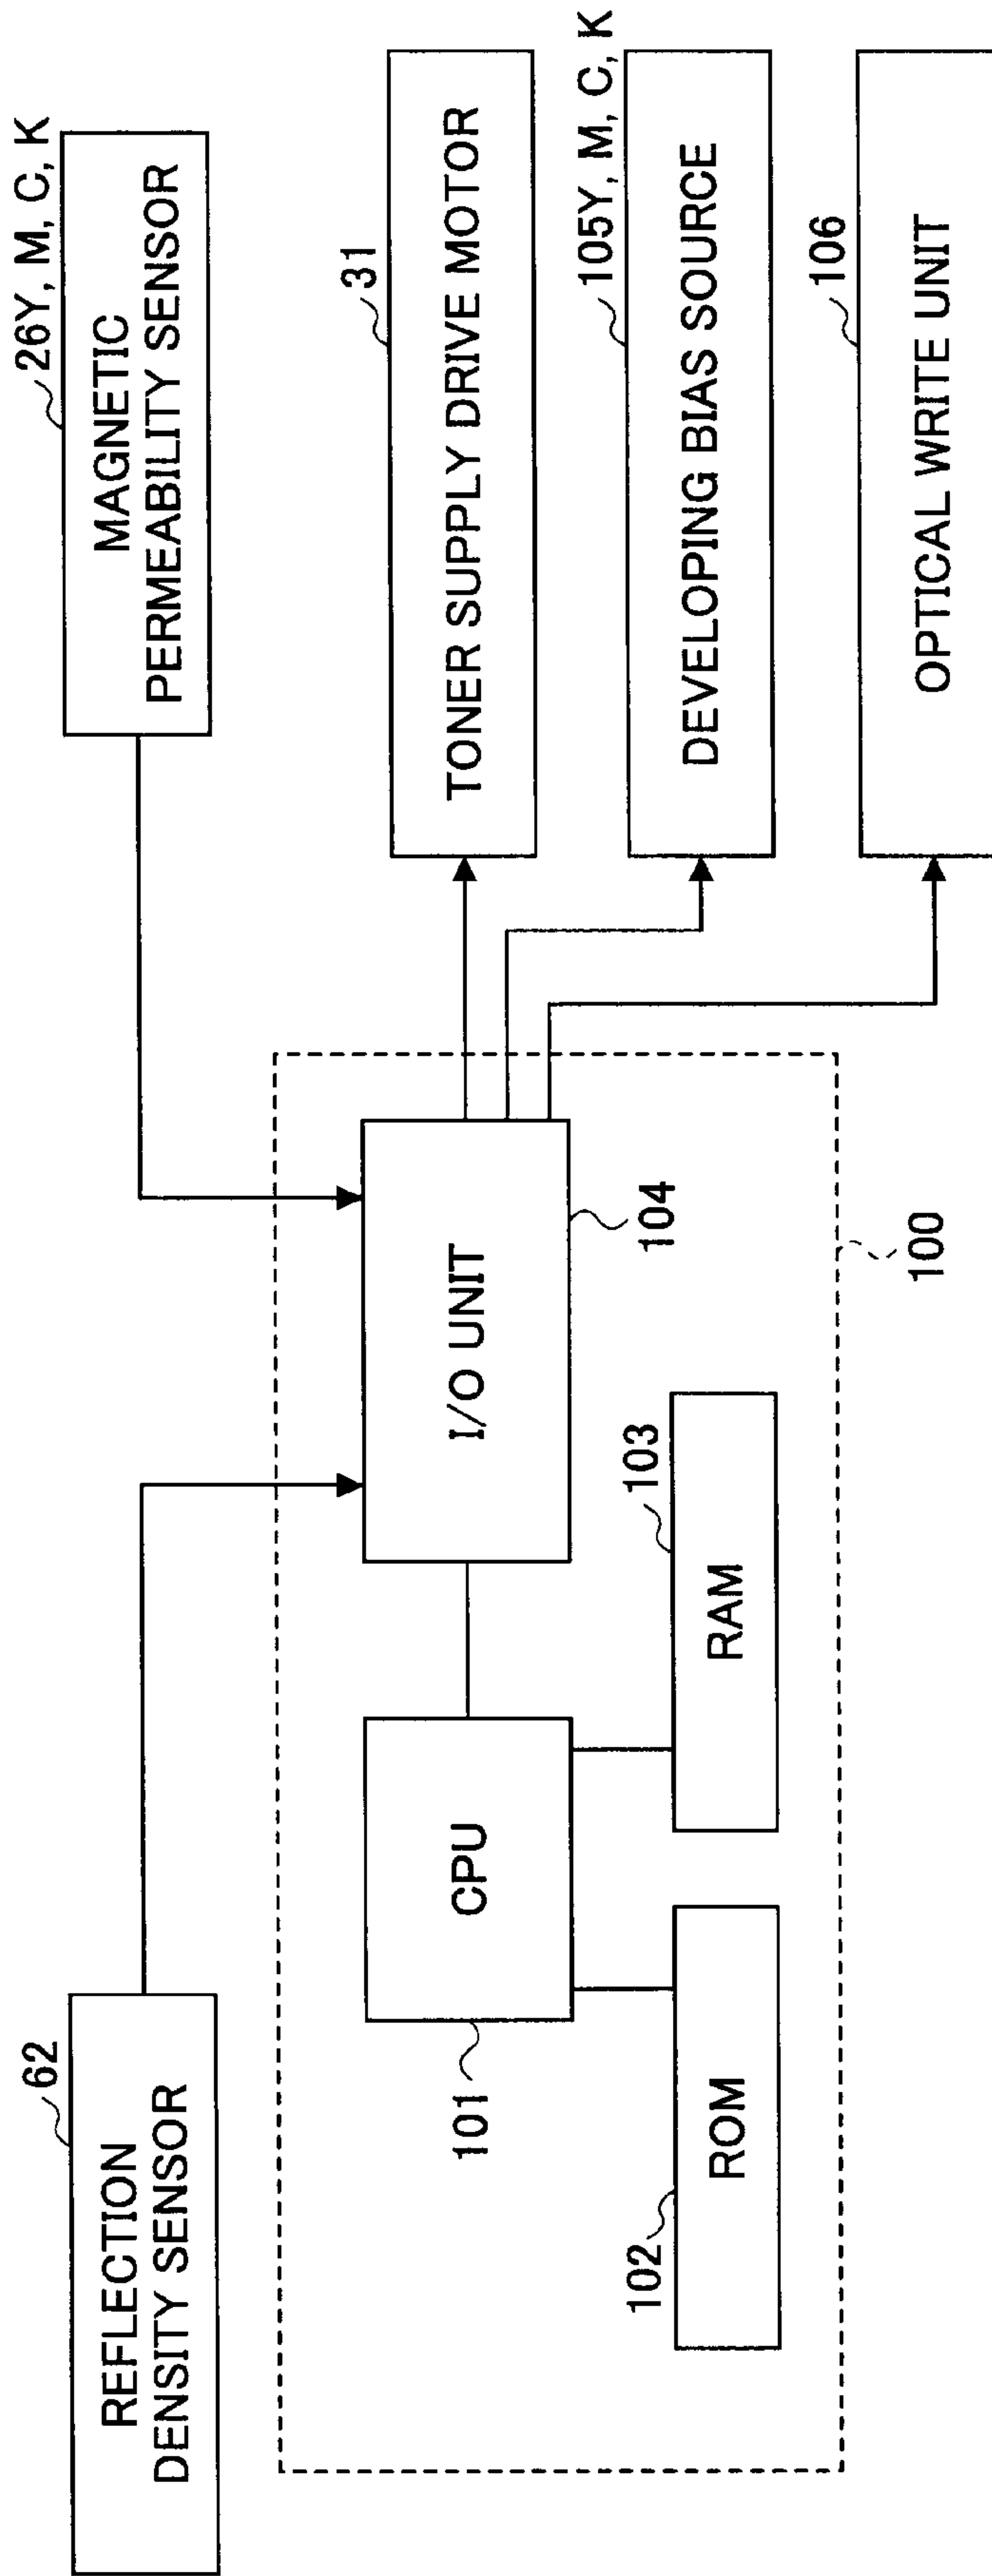 62
REFLECTION
DENSITY SENSOR
26Y, M, C, K
MAGNETIC
PERMEABILITY SENSOR
31
TONER SUPPLY DRIVE MOTOR
105Y, M, C, K
DEVELOPING BIAS SOURCE
106
OPTICAL WRITE UNIT
I/O UNIT
104
CPU
101
103
RAM
102
ROM
100